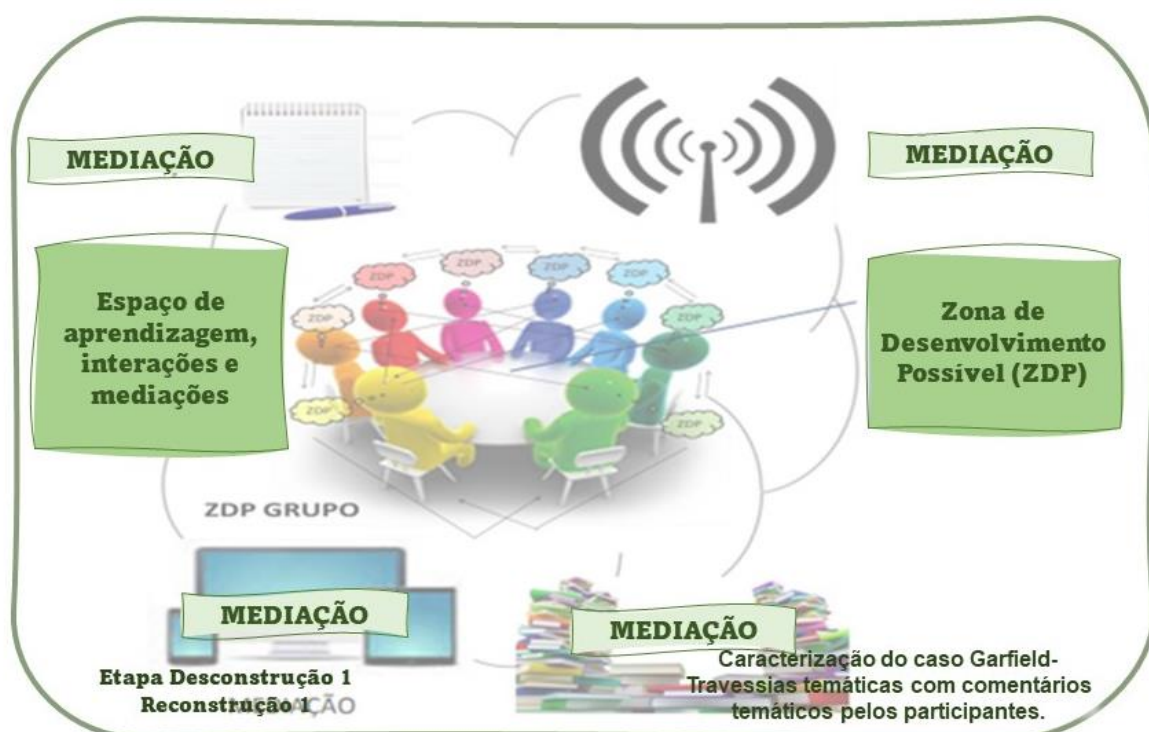 MEDIAÇÃO
MEDIAÇÃO
Espaço de
aprendizagem,
interações e
mediações
ZDP
ZDP
ZDP
ZDP
ZDP
ZDP
ZDP
ZDP
Zona de
Desenvolvimento
Possível (ZDP)
ZDP GRUPO
MEDIAÇÃO
MEDIAÇÃO
Etapa Desconstrução 1
Reconstrução 1
MEDIAÇÃO
Caracterização do caso Garfield-
Travessias temáticas com comentários
temáticos pelos participantes.